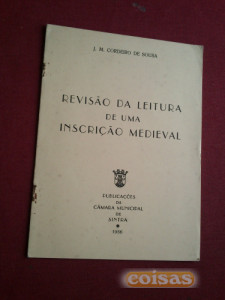 J. M. CORDEIRO DE SOUSA
REVISÃO DA LEITURA
DE UMA
INSCRIÇÃO MEDIEVAL
PUBLICAÇÕES
DA
CÂMARA MUNICIPAL
DE
SINTRA
coisas